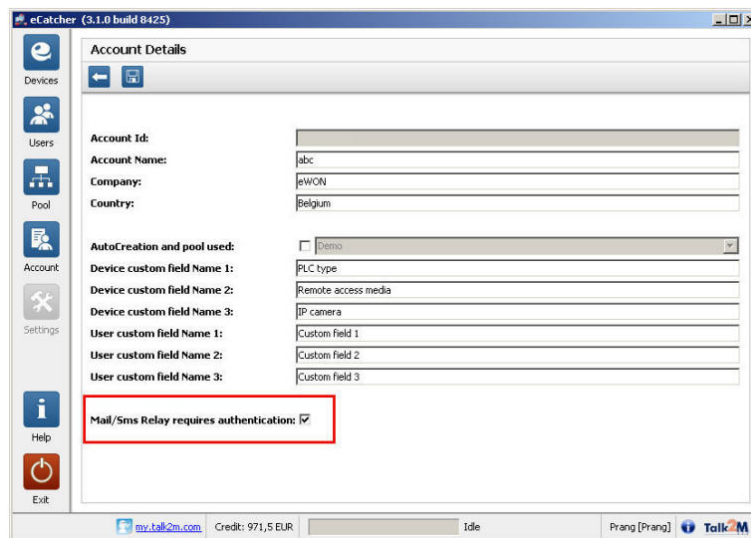 eCatcher (3.1.0 build 8425)
Account Details
Devices
Users
Pool
Account
Settings
Help
Exit
Account Id:
Account Name: abc
Company: eWON
Country: Belgium
AutoCreation and pool used: Demo
Device custom field Name 1: PLC type
Device custom field Name 2: Remote access media
Device custom field Name 3: IP camera
User custom field Name 1: Custom field 1
User custom field Name 2: Custom field 2
User custom field Name 3: Custom field 3
Mail/Sms Relay requires authentication:
my.talk2m.com Credit: 971,5 EUR Idle Prang [Prang] Talk2M